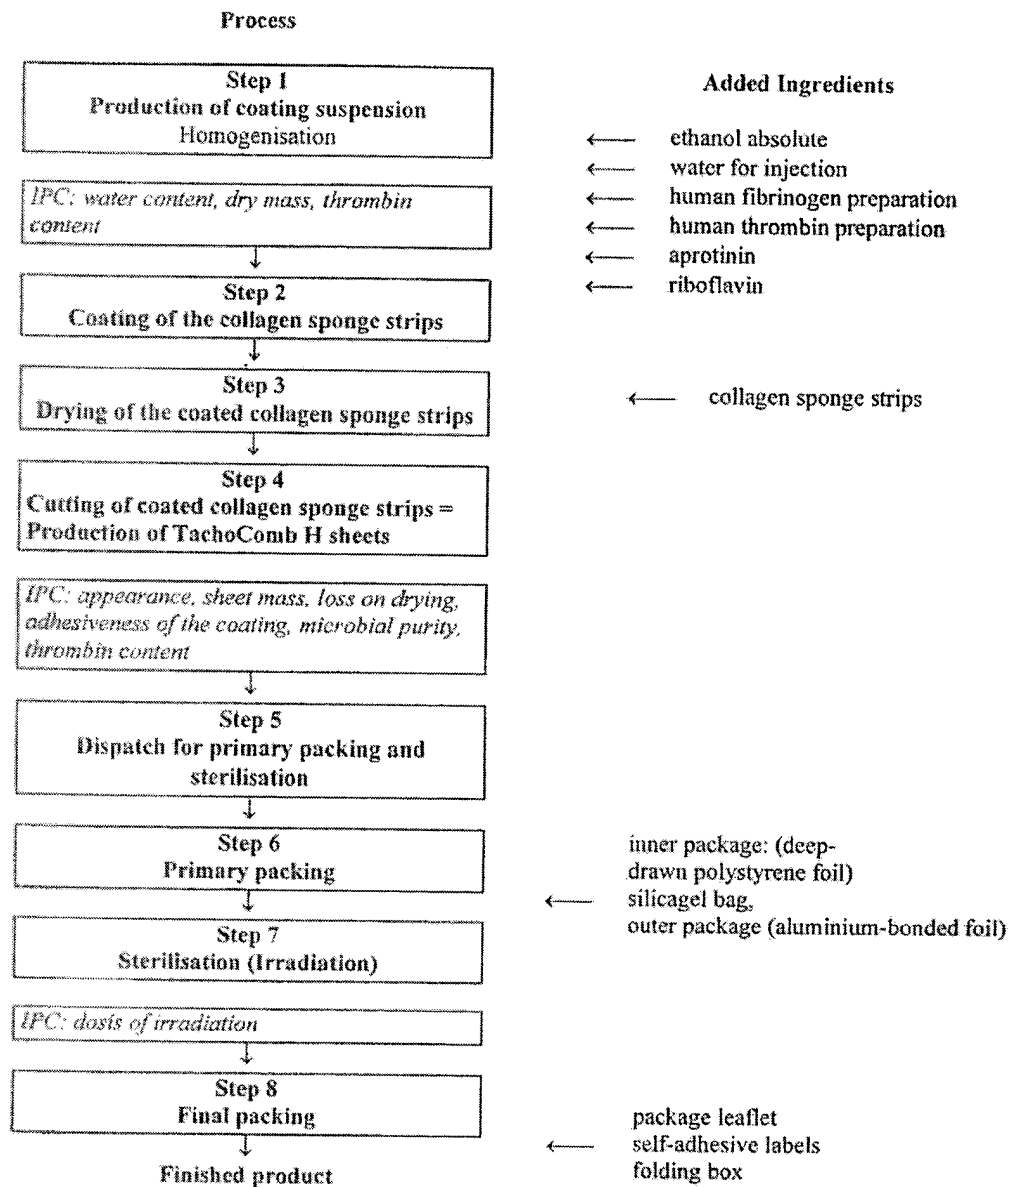 Process
Step 1
Production of coating suspension
Homogenisation
Added Ingredients
← ethanol absolute
← water for injection
← human fibrinogen preparation
← human thrombin preparation
← aprotinin
← riboflavin
IPC: water content, dry mass, thrombin
content
↓
Step 2
Coating of the collagen sponge strips
↓
Step 3
Drying of the coated collagen sponge strips
← collagen sponge strips
↓
Step 4
Cutting of coated collagen sponge strips =
Production of TachoComb H sheets
IPC: appearance, sheet mass, loss on drying,
adhesiveness of the coating, microbial purity,
thrombin content
↓
Step 5
Dispatch for primary packing and
sterilisation
↓
Step 6
Primary packing
inner package: (deep-
drawn polystyrene foil)
← silicagel bag,
outer package (aluminium-bonded foil)
↓
Step 7
Sterilisation (Irradiation)
IPC: dosis of irradiation
↓
Step 8
Final packing
package leaflet
← self-adhesive labels
folding box
↓
Finished product